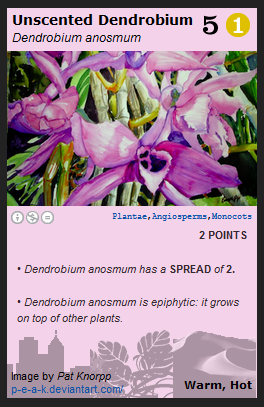 Unscented Dendrobium 5 1
Dendrobium anosmum
Plantae,Angiosperms,Monocots
2 POINTS
• Dendrobium anosmum has a SPREAD of 2.
• Dendrobium anosmum is epiphytic: it grows
on top of other plants.
Image by Pat Knorpp
p-e-a-k.deviantart.com/
Warm, Hot